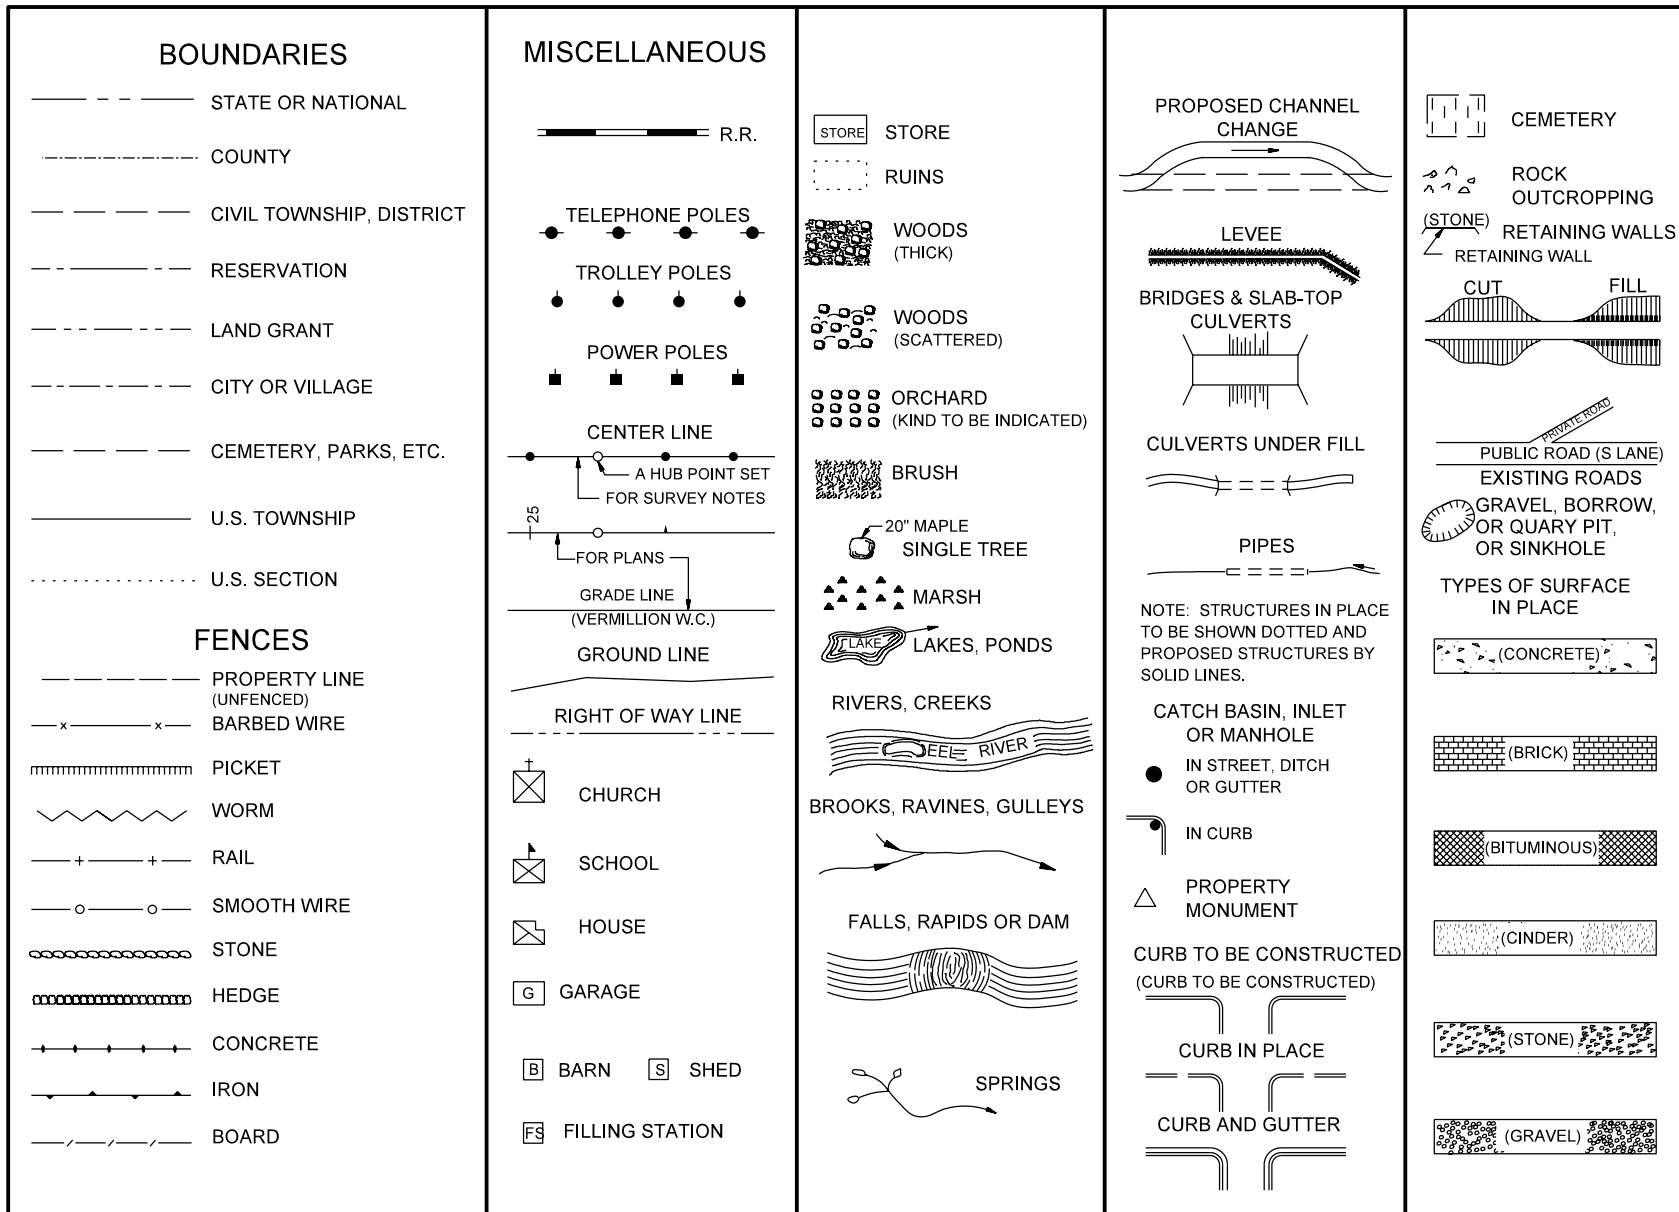 BOUNDARIES
STATE OR NATIONAL
COUNTY
CIVIL TOWNSHIP, DISTRICT
RESERVATION
LAND GRANT
CITY OR VILLAGE
CEMETERY, PARKS, ETC.
U.S. TOWNSHIP
U.S. SECTION
FENCES
PROPERTY LINE
(UNFENCED)
BARBED WIRE
PICKET
WORM
RAIL
SMOOTH WIRE
STONE
HEDGE
CONCRETE
IRON
BOARD
MISCELLANEOUS
R.R.
TELEPHONE POLES
TROLLEY POLES
POWER POLES
CENTER LINE
A HUB POINT SET
FOR SURVEY NOTES
25
FOR PLANS
GRADE LINE
(VERMILLION W.C.)
GROUND LINE
RIGHT OF WAY LINE
CHURCH
SCHOOL
HOUSE
G GARAGE
B BARN S SHED
FS FILLING STATION
STORE STORE
RUINS
WOODS
(THICK)
WOODS
(SCATTERED)
ORCHARD
(KIND TO BE INDICATED)
BRUSH
20" MAPLE
SINGLE TREE
MARSH
LAKE LAKES, PONDS
RIVERS, CREEKS
EEL RIVER
BROOKS, RAVINES, GULLEYS
FALLS, RAPIDS OR DAM
SPRINGS
PROPOSED CHANNEL
CHANGE
LEVEE
BRIDGES & SLAB-TOP
CULVERTS
CULVERTS UNDER FILL
PIPES
NOTE: STRUCTURES IN PLACE
TO BE SHOWN DOTTED AND
PROPOSED STRUCTURES BY
SOLID LINES.
CATCH BASIN, INLET
OR MANHOLE
IN STREET, DITCH
OR GUTTER
IN CURB
PROPERTY
MONUMENT
CURB TO BE CONSTRUCTED
(CURB TO BE CONSTRUCTED)
CURB IN PLACE
CURB AND GUTTER
CEMETERY
ROCK
OUTCROPPING
(STONE)
RETAINING WALLS
RETAINING WALL
CUT FILL
PRIVATE ROAD
PUBLIC ROAD (S LANE)
EXISTING ROADS
GRAVEL, BORROW,
OR QUARY PIT,
OR SINKHOLE
TYPES OF SURFACE
IN PLACE
(CONCRETE)
(BRICK)
(BITUMINOUS)
(CINDER)
(STONE)
(GRAVEL)